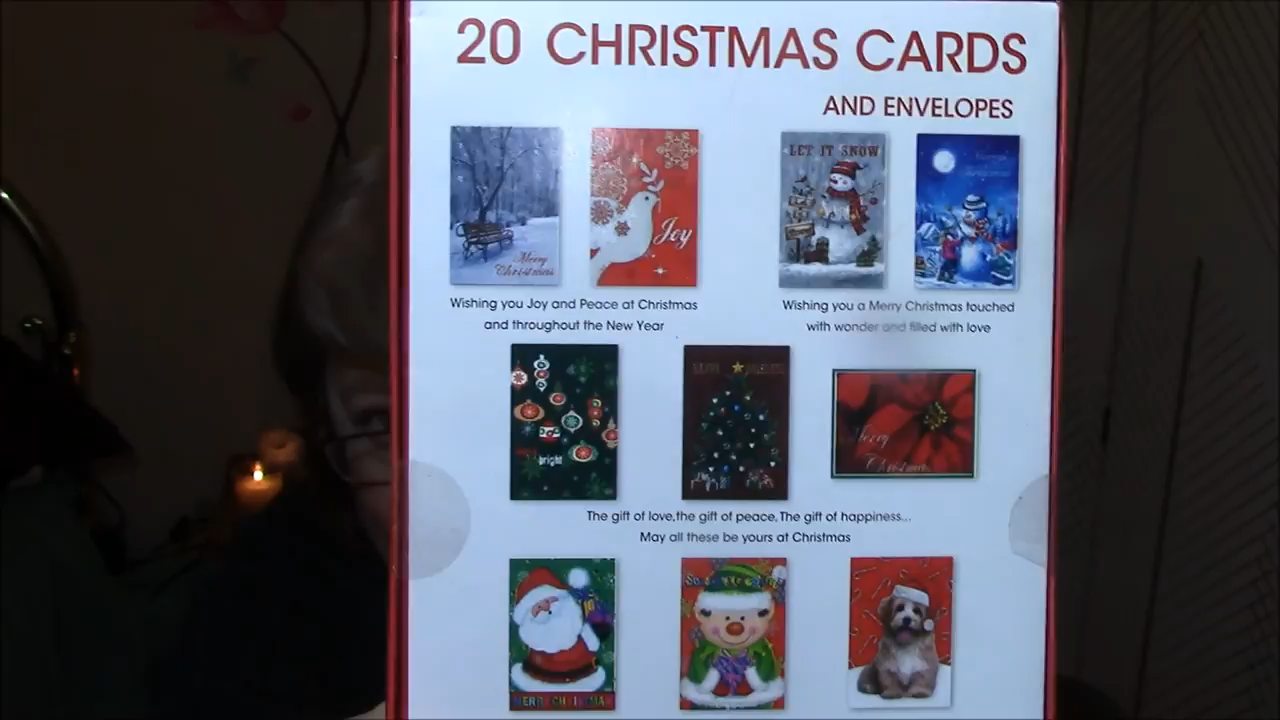 20 CHRISTMAS CARDS
AND ENVELOPES
Merry
Christmas
Joy
LET IT SNOW
Wishing you Joy and Peace at Christmas
and throughout the New Year
Wishing you a Merry Christmas touched
with wonder and filled with love
bright
Merry
Christmas
The gift of love,the gift of peace,The gift of happiness...
May all these be yours at Christmas
MERRY CHRISTMAS